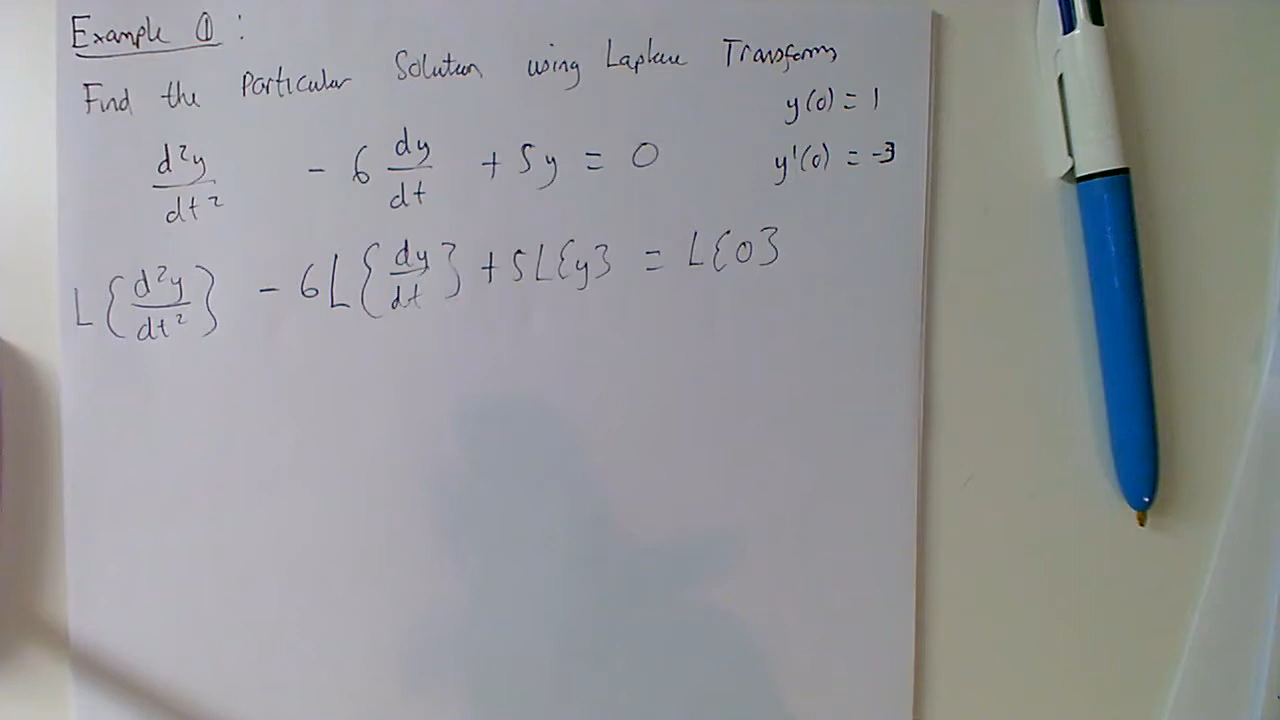 Example ①:
Find the Particular Solution using Laplace Transforms
y(0) = 1
d²y/dt² - 6 dy/dt + 5y = 0
y'(0) = -3
L{d²y/dt²} - 6L{dy/dt} + 5L{y} = L{0}